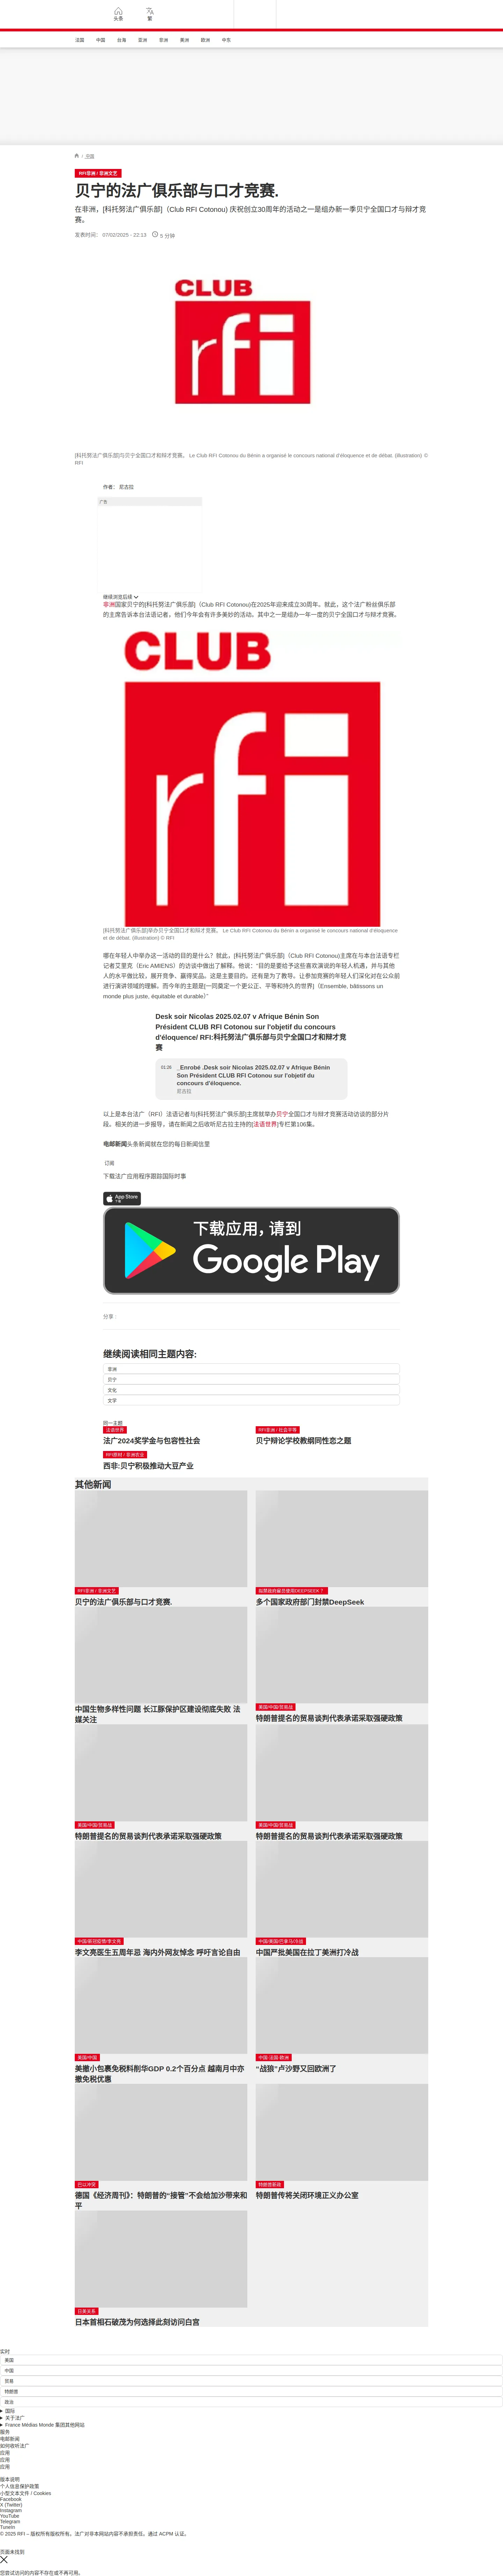 头条
繁
法国
中国
台海
亚洲
非洲
美洲
欧洲
中东
非洲
RFI非洲 / 非洲文艺
贝宁的法广俱乐部与口才竞赛.
在非洲，[科托努法广俱乐部]（Club RFI Cotonou) 庆祝创立30周年的活动之一是组办新一季贝宁全国口才与辩才竞
赛。
发表时间： 07/02/2025 - 22:13
5 分钟
CLUB
rfi
[科托努法广俱乐部]与贝宁全国口才和辩才竞赛。 Le Club RFI Cotonou du Bénin a organisé le concours national d'éloquence et de débat. (Illustration) ©
RFI
作者： 尼古拉
广告
继续浏览后续
非洲国家贝宁的[科托努法广俱乐部]（Club RFI Cotonou)在2025年迎来成立30周年。就此，这个法广粉丝俱乐部
的主席告诉本台法语记者，他们今年会有许多美妙的活动。其中之一是组办一年一度的贝宁全国口才与辩才竞赛。
CLUB
rfi
[科托努法广俱乐部]举办贝宁全国口才和辩才竞赛。 Le Club RFI Cotonou du Bénin a organisé le concours national d'éloquence
et de débat. (Illustration) © RFI
哪在年轻人中举办这一活动的目的是什么？就此，[科托努法广俱乐部]（Club RFI Cotonou)主席在与本台法语专栏
记者艾里克（Eric AMIENS）的访谈中做出了解释。他说：“目的是要给予这些喜欢演说的年轻人机遇，并与其他
人的水平做比较，展开竞争、赢得奖品。这是主要目的。还有是为了教导。让参加竞赛的年轻人们深化对在公众前
进行演讲领域的理解。而今年的主题是[一同奠定一个更公正、平等和持久的世界]（Ensemble, bâtissons un
monde plus juste, équitable et durable）”
Desk soir Nicolas 2025.02.07 v Afrique Bénin Son
Président CLUB RFI Cotonou sur l'objetif du concours
d'éloquence/ RFI:科托努法广俱乐部与贝宁全国口才和辩才竞
赛
01:28
_Enrobé .Desk soir Nicolas 2025.02.07 v Afrique Bénin
Son Président CLUB RFI Cotonou sur l'objetif du
concours d'éloquence.
尼古拉
以上是本台法广（RFI）法语记者与[科托努法广俱乐部]主席就举办贝宁全国口才与辩才竞赛活动访谈的部分片
段。相关的进一步报导，请在新闻之后收听尼古拉主持的[法语世界]专栏第106集。
电邮新闻头条新闻就在您的每日新闻信里
订阅
下载法广应用程序跟踪国际时事
App Store
下载
下载应用，请到
Google Play
分享 :
继续阅读相同主题内容:
非洲
贝宁
文化
文学
同一主题
法语世界
法广2024奖学金与包容性社会
RFI非洲 / 社会平等
贝宁辩论学校教纲同性恋之题
RFI原材 / 非洲农业
西非:贝宁积极推动大豆产业
其他新闻
RFI非洲 / 非洲文艺
贝宁的法广俱乐部与口才竞赛.
拟禁政府雇员使用DEEPSEEK ？
多个国家政府部门封禁DeepSeek
中国生物多样性问题 长江豚保护区建设彻底失败 法
媒关注
美国/中国/贸易战
特朗普提名的贸易谈判代表承诺采取强硬政策
美国/中国/贸易战
特朗普提名的贸易谈判代表承诺采取强硬政策
美国/中国/贸易战
特朗普提名的贸易谈判代表承诺采取强硬政策
中国/新冠疫情/李文亮
李文亮医生五周年忌 海内外网友悼念 呼吁言论自由
中国/美国/巴拿马/冷战
中国严批美国在拉丁美洲打冷战
美国/中国
美撤小包裹免税料削华GDP 0.2个百分点 越南月中亦
撤免税优惠
中国-法国-欧洲
“战狼”卢沙野又回欧洲了
巴以冲突
德国《经济周刊》：特朗普的“接管”不会给加沙带来和
平
特朗普新政
特朗普传将关闭环境正义办公室
日美关系
日本首相石破茂为何选择此刻访问白宫
实时
美国
中国
贸易
特朗普
政治
国际
关于法广
France Médias Monde 集团其他网站
服务
电邮新闻
如何收听法广
应用
应用
应用
版本说明
个人信息保护政策
小型文本文件 / Cookies
Facebook
X (Twitter)
Instagram
YouTube
Telegram
TuneIn
© 2025 RFI – 版权所有版权所有。法广对非本网站内容不承担责任。通过 ACPM 认证。
页面未找到
您尝试访问的内容不存在或不再可用。